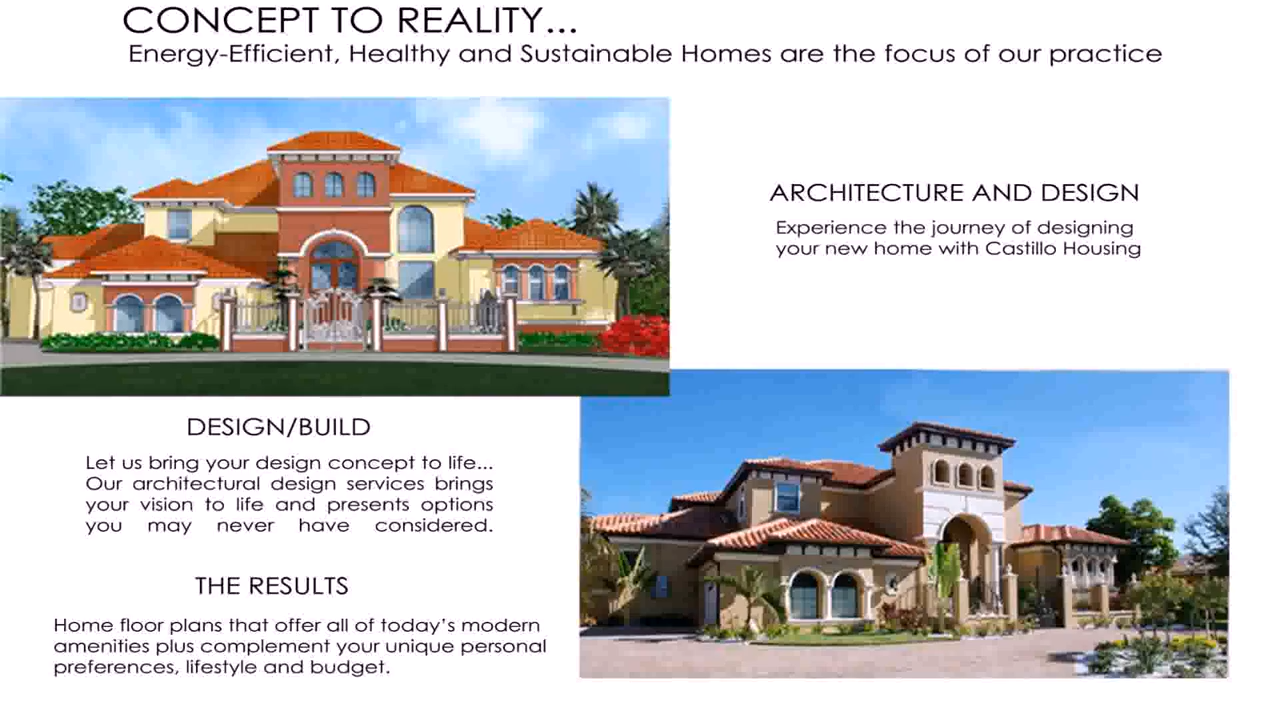 CONCEPT TO REALITY...
Energy-Efficient, Healthy and Sustainable Homes are the focus of our practice
ARCHITECTURE AND DESIGN
Experience the journey of designing
your new home with Castillo Housing
DESIGN/BUILD
Let us bring your design concept to life...
Our architectural design services brings
your vision to life and presents options
you may never have considered.
THE RESULTS
Home floor plans that offer all of today's modern
amenities plus complement your unique personal
preferences, lifestyle and budget.